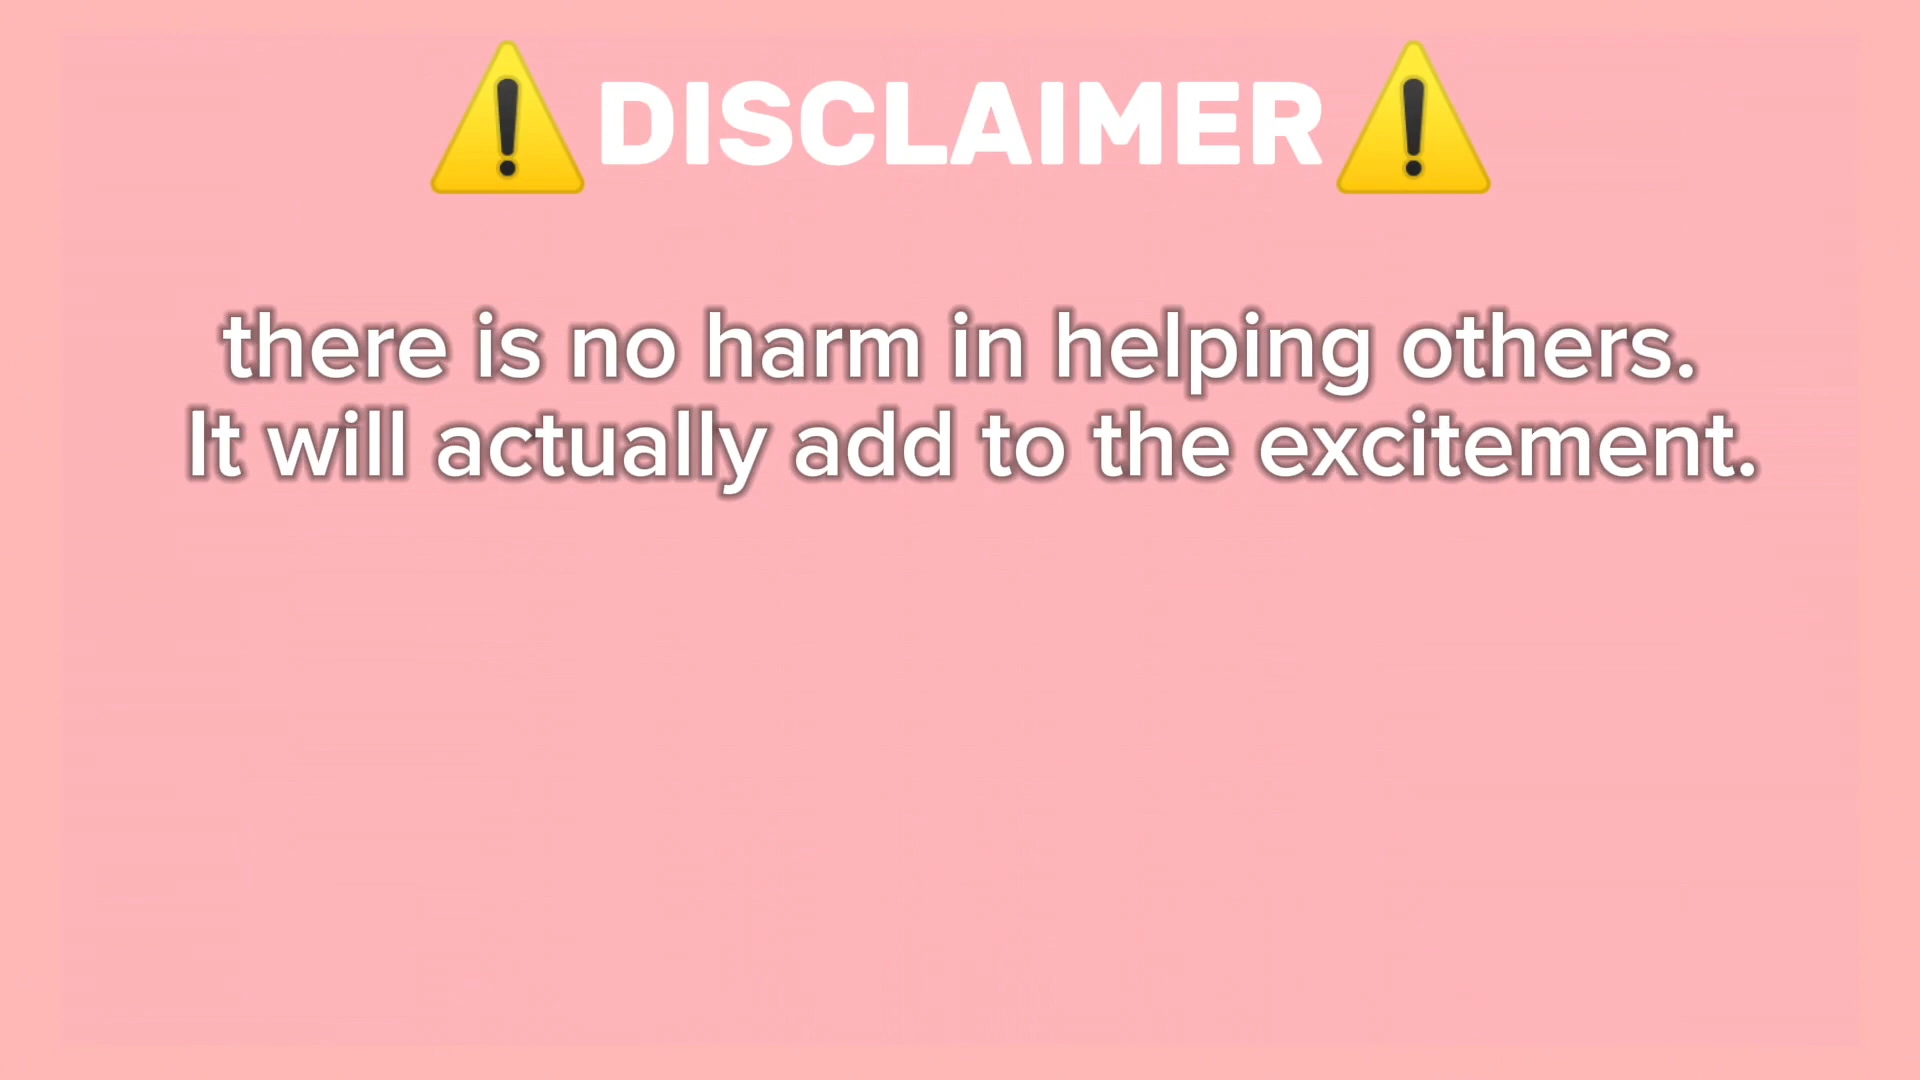 ⚠️DISCLAIMER⚠️
there is no harm in helping others.
It will actually add to the excitement.